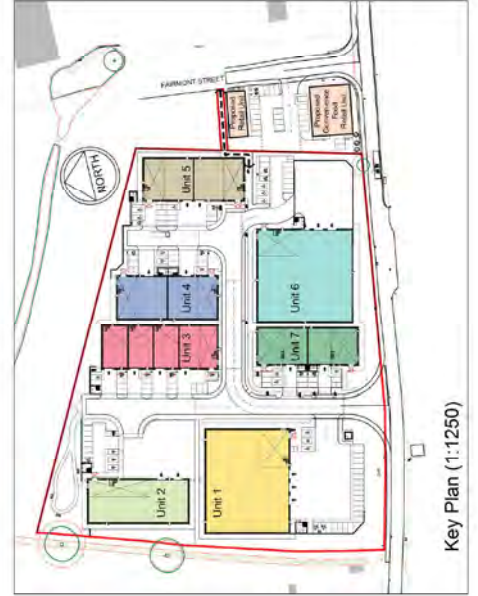 FAIRMONT STREET
NORTH
Proposed
Retail Unit
Proposed
Convenience
Food
Retail Unit
Unit 5
Unit 4
Unit 3
Unit 6
Unit 7
Unit 2
Unit 1
Key Plan (1:1250)